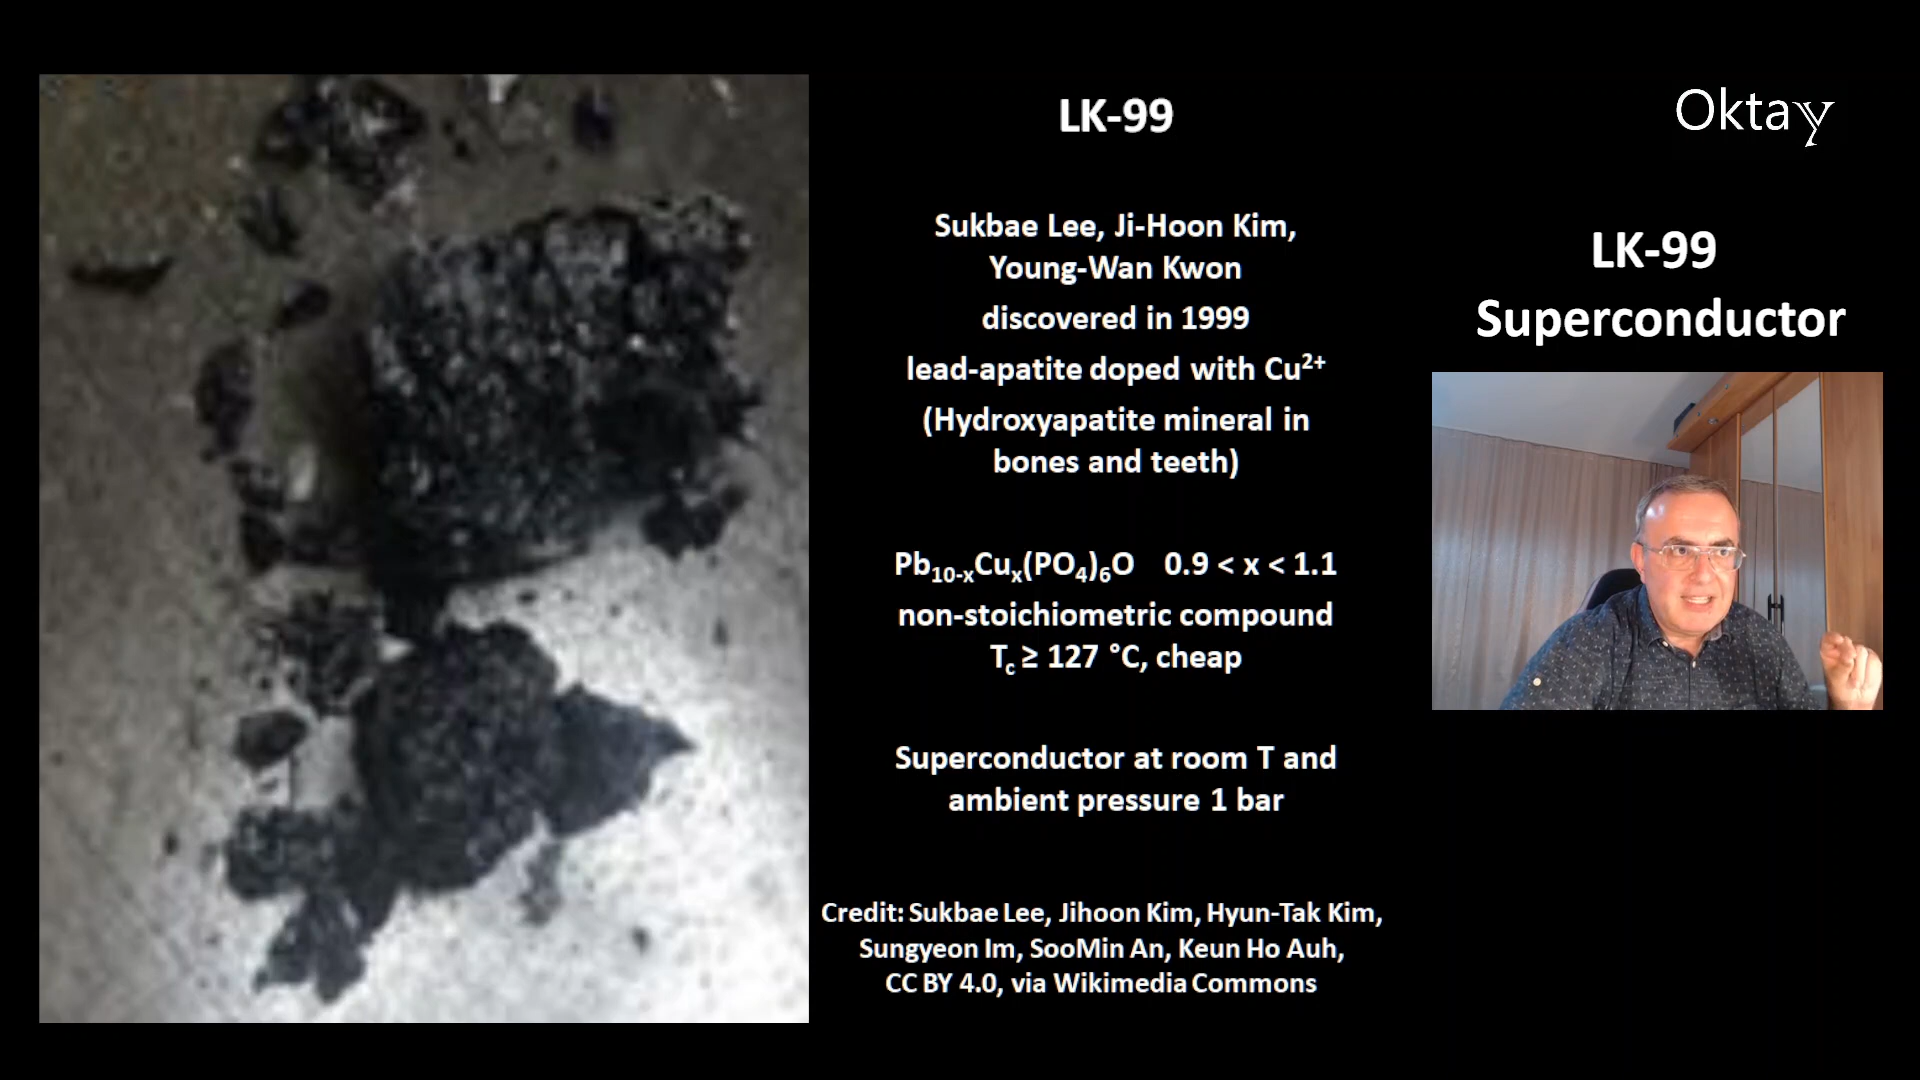 LK-99
Sukbae Lee, Ji-Hoon Kim,
Young-Wan Kwon
discovered in 1999
lead-apatite doped with Cu²⁺
(Hydroxyapatite mineral in
bones and teeth)
Pb₁₀₋ₓCuₓ(PO₄)₆O 0.9 < x < 1.1
non-stoichiometric compound
T꜀ ≥ 127 °C, cheap
Superconductor at room T and
ambient pressure 1 bar
Credit: Sukbae Lee, Jihoon Kim, Hyun-Tak Kim,
Sungyeon Im, SooMin An, Keun Ho Auh,
CC BY 4.0, via Wikimedia Commons
Oktay
LK-99
Superconductor